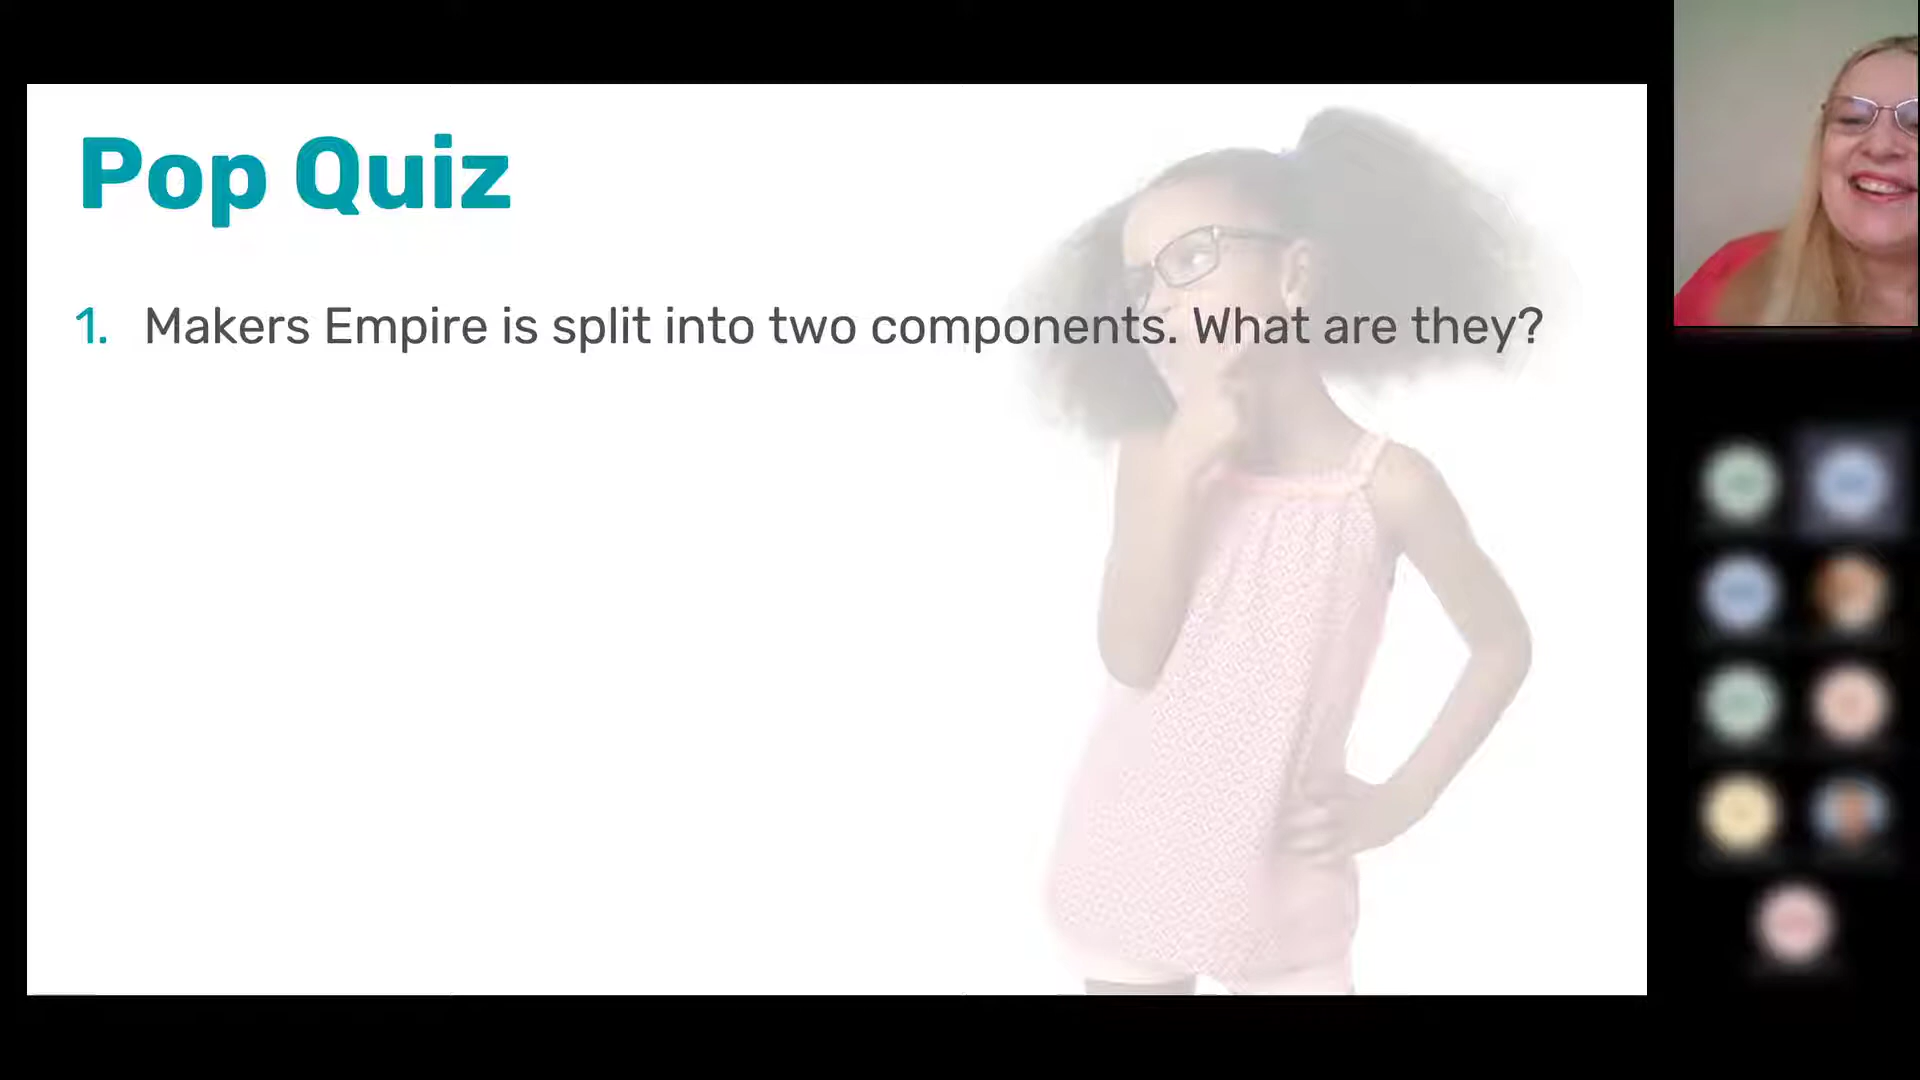 Pop Quiz
1. Makers Empire is split into two components. What are they?